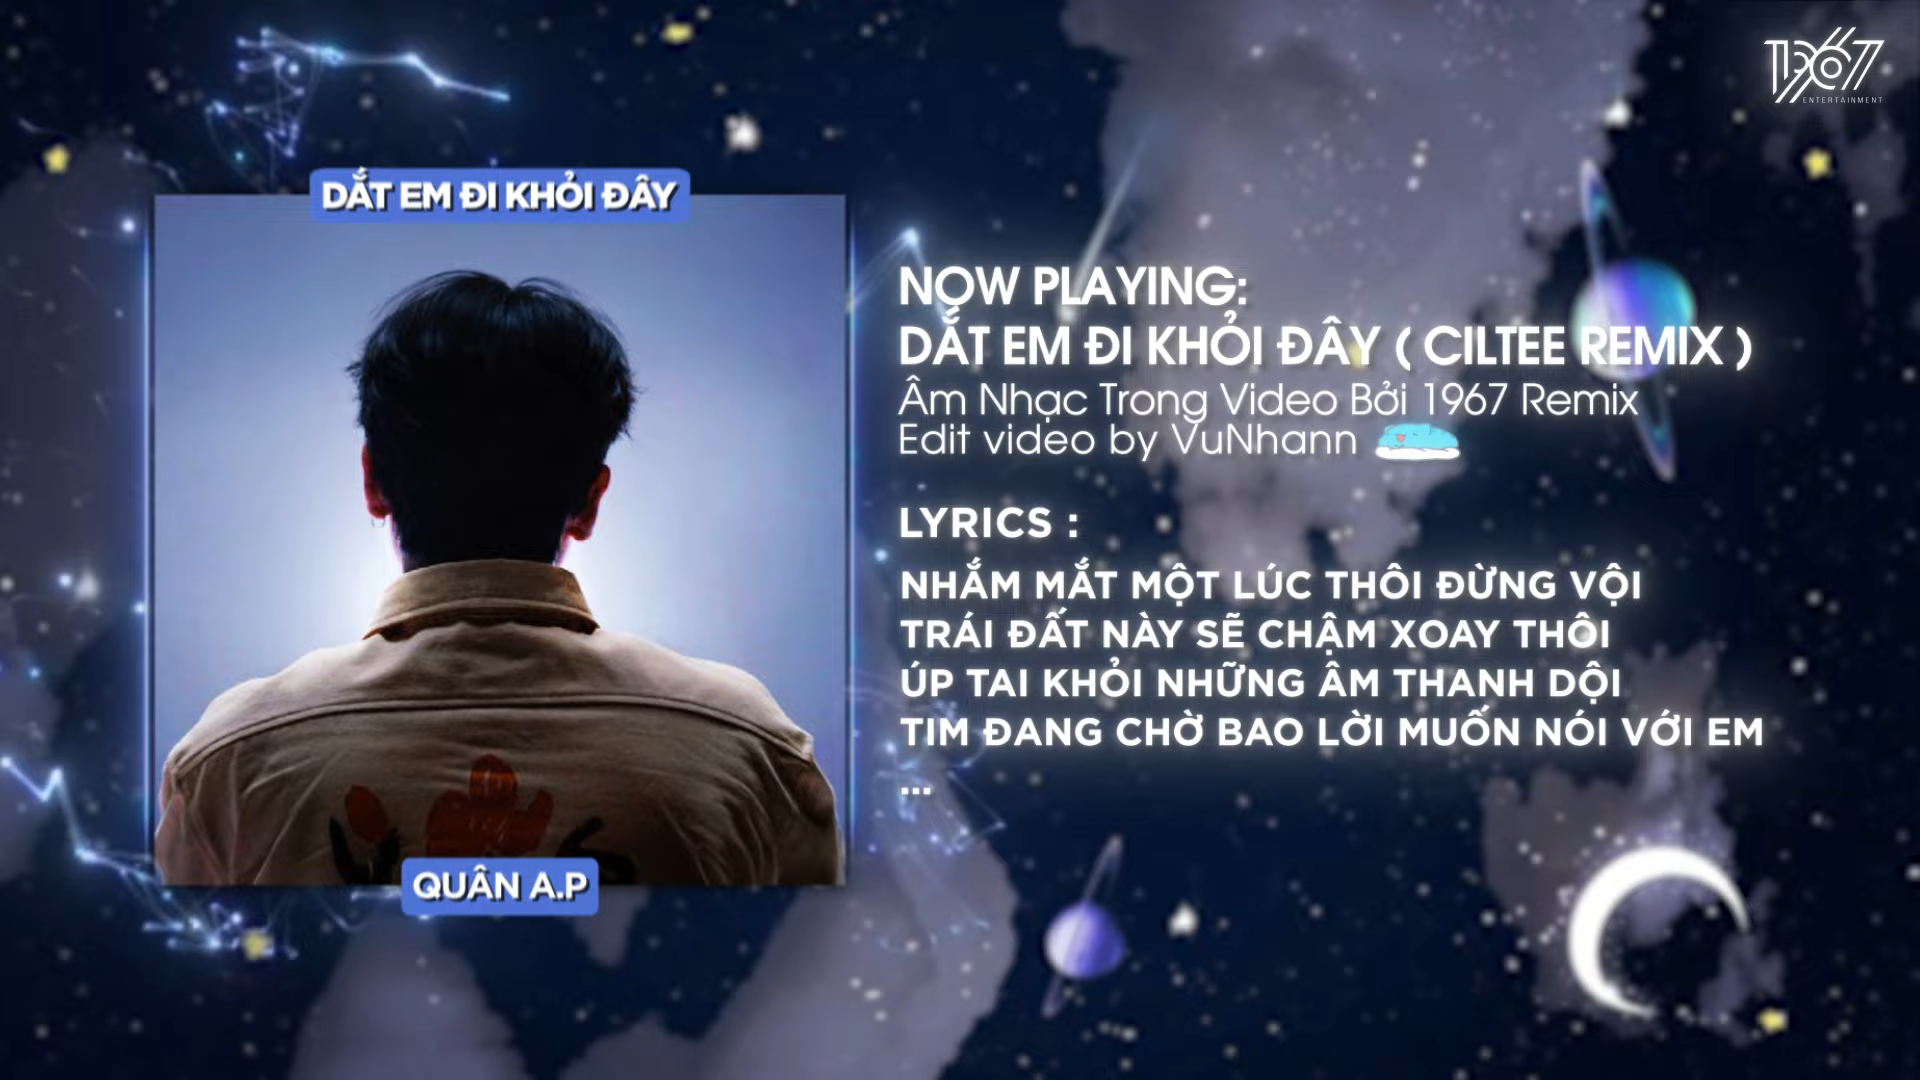 1967
ENTERTAINMENT
DẮT EM ĐI KHỎI ĐÂY
QUÂN A.P
NOW PLAYING:
DẮT EM ĐI KHỎI ĐÂY ( CILTEE REMIX )
Âm Nhạc Trong Video Bởi 1967 Remix
Edit video by VuNhann
LYRICS :
NHẮM MẮT MỘT LÚC THÔI ĐỪNG VỘI
TRÁI ĐẤT NÀY SẼ CHẬM XOAY THÔI
ÚP TAI KHỎI NHỮNG ÂM THANH DỘI
TIM ĐANG CHỜ BAO LỜI MUỐN NÓI VỚI EM
...